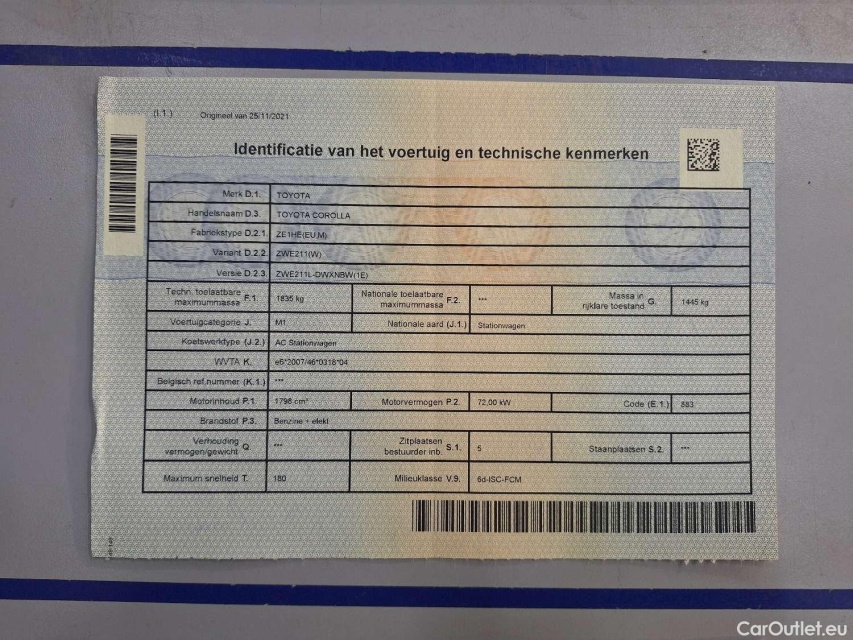 (I.1.) Origineel van 25/11/2021
Identificatie van het voertuig en technische kenmerken
Merk D.1. TOYOTA
Handelsnaam D.3. TOYOTA COROLLA
Fabriekstype D.2.1. ZE1HE(EU,M)
Variant D.2.2. ZWE211(W)
Versie D.2.3. ZWE211L-DWXNBW(1E)
Techn. toelaatbare maximummassa F.1. 1835 kg Nationale toelaatbare maximummassa F.2. *** Massa in rijklare toestand G. 1445 kg
Voertuigcategorie J. M1 Nationale aard (J.1.) Stationwagen
Koetswerktype (J.2.) AC Stationwagen
WVTA K. e6*2007/46*0318*04
Belgisch ref.nummer (K.1.) ***
Motorinhoud P.1. 1798 cm³ Motorvermogen P.2. 72,00 kW Code (E.1.) 883
Brandstof P.3. Benzine + elekt
Verhouding vermogen/gewicht Q. *** Zitplaatsen bestuurder inb. S.1. 5 Staanplaatsen S.2. ***
Maximum snelheid T. 180 Milieuklasse V.9. 6d-ISC-FCM
CarOutlet.eu